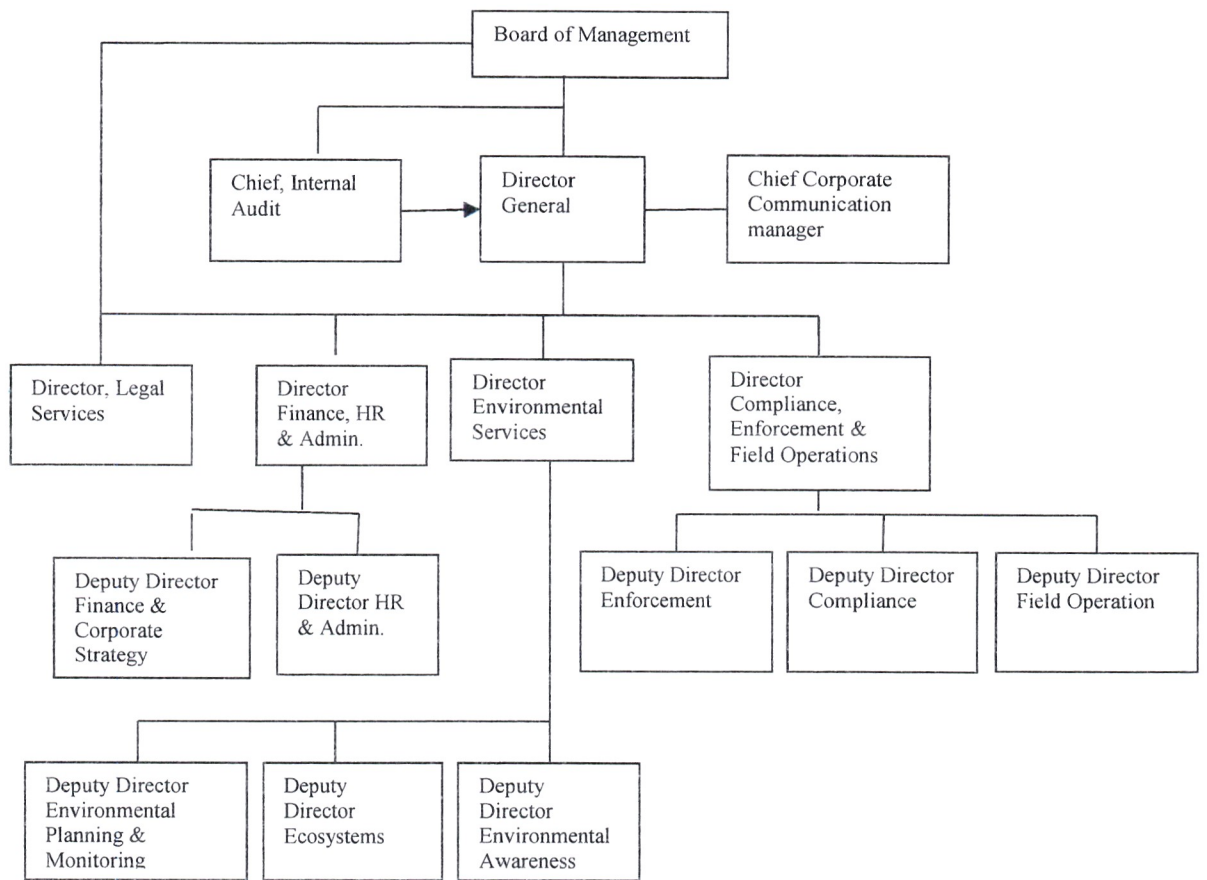 Board of Management
Chief, Internal
Audit
Director
General
Chief Corporate
Communication
manager
Director, Legal
Services
Director
Finance, HR
& Admin.
Director
Environmental
Services
Director
Compliance,
Enforcement &
Field Operations
Deputy Director
Finance &
Corporate
Strategy
Deputy
Director HR
& Admin.
Deputy Director
Enforcement
Deputy Director
Compliance
Deputy Director
Field Operation
Deputy Director
Environmental
Planning &
Monitoring
Deputy
Director
Ecosystems
Deputy
Director
Environmental
Awareness